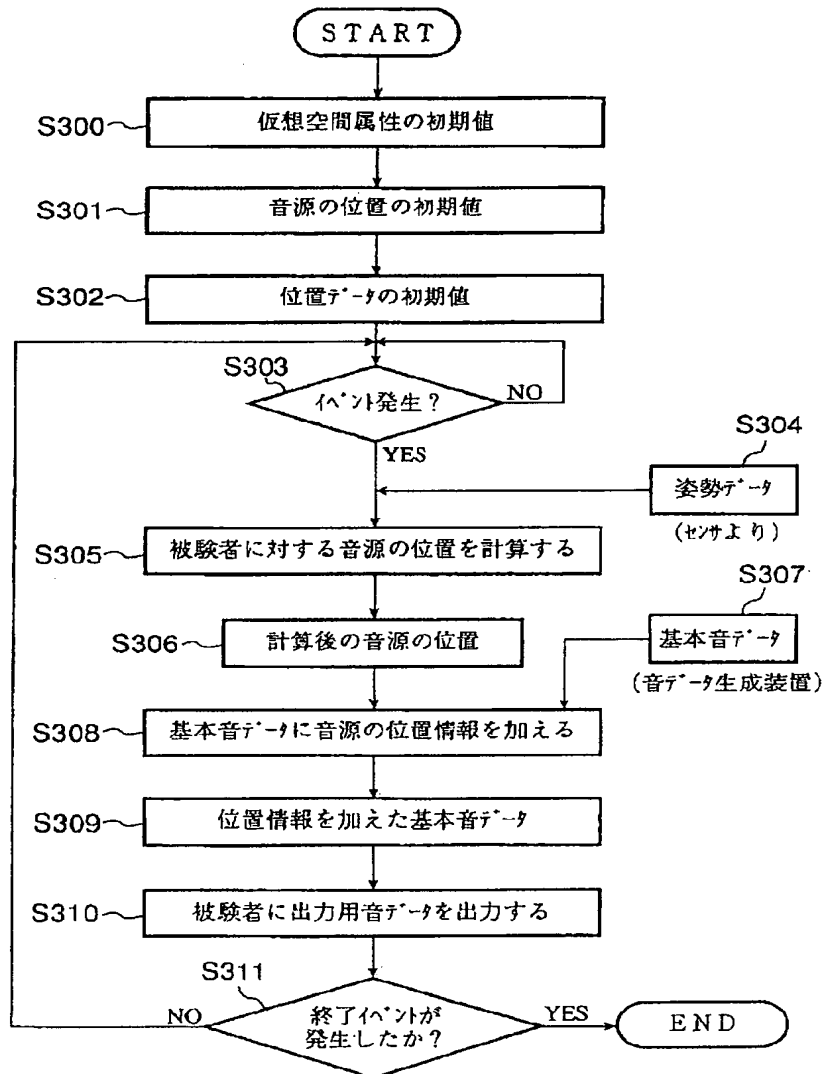 START
S300
仮想空間属性の初期値
S301
音源の位置の初期値
S302
位置ﾃﾞｰﾀの初期値
S303
ｲﾍﾞﾝﾄ発生?
NO
YES
S304
姿勢ﾃﾞｰﾀ
(ｾﾝｻより)
S305
被験者に対する音源の位置を計算する
S306
計算後の音源の位置
S307
基本音ﾃﾞｰﾀ
(音ﾃﾞｰﾀ生成装置)
S308
基本音ﾃﾞｰﾀに音源の位置情報を加える
S309
位置情報を加えた基本音ﾃﾞｰﾀ
S310
被験者に出力用音ﾃﾞｰﾀを出力する
S311
終了ｲﾍﾞﾝﾄが
発生したか?
NO
YES
END